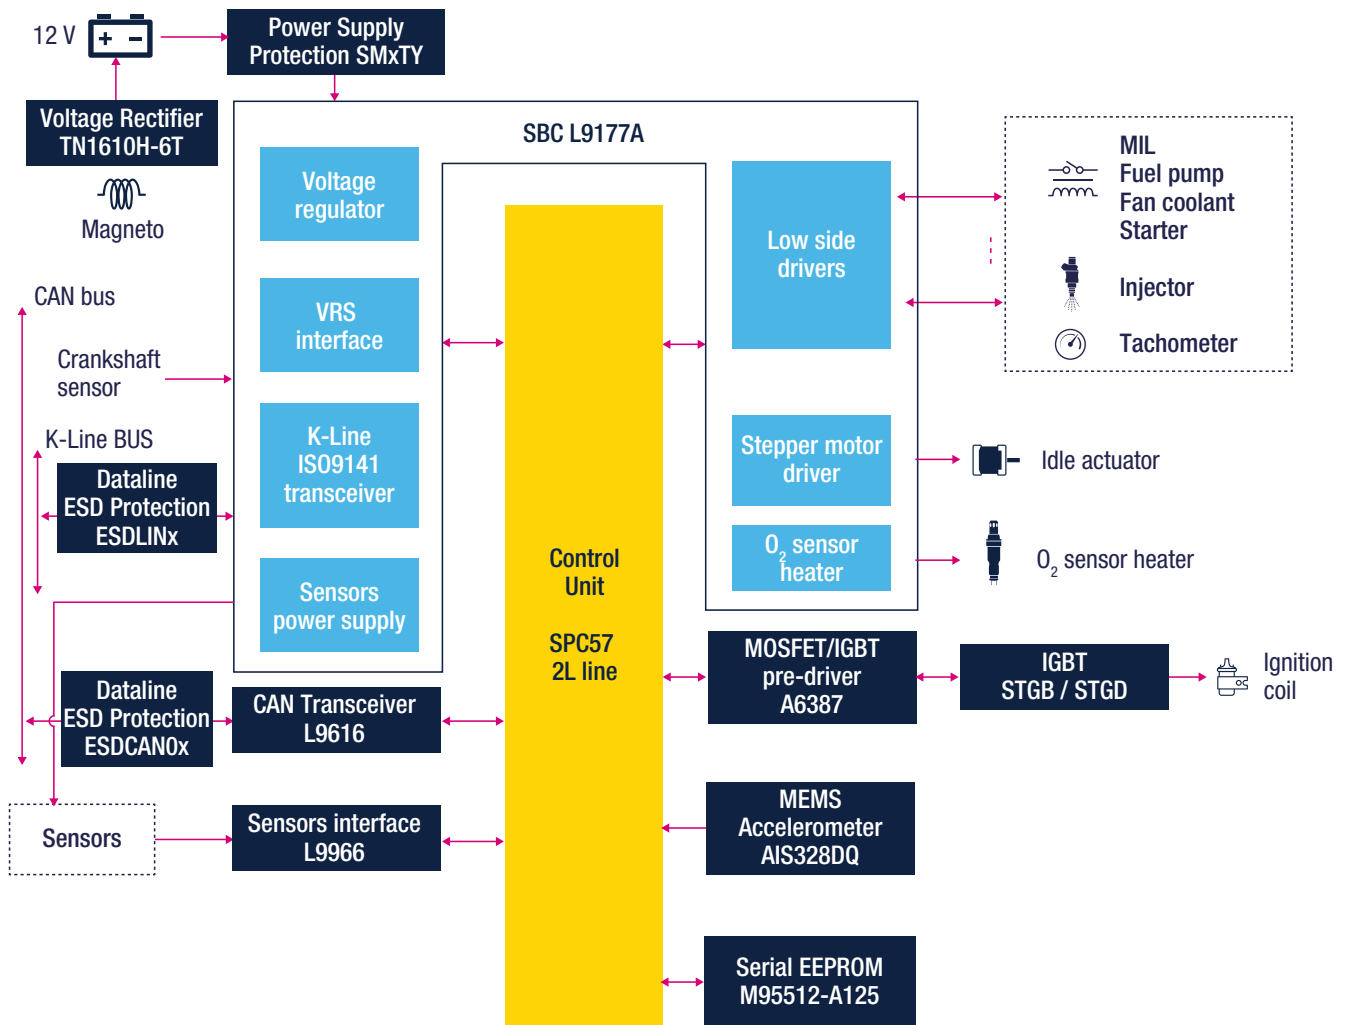 12 V
Power Supply
Protection SMxTY
Voltage Rectifier
TN1610H-6T
Magneto
SBC L9177A
Voltage
regulator
VRS
interface
K-Line
ISO9141
transceiver
Sensors
power supply
Low side
drivers
Stepper motor
driver
O2 sensor
heater
MIL
Fuel pump
Fan coolant
Starter
Injector
Tachometer
Idle actuator
O2 sensor heater
CAN bus
Crankshaft
sensor
K-Line BUS
Dataline
ESD Protection
ESDLINx
Dataline
ESD Protection
ESDCAN0x
CAN Transceiver
L9616
Sensors
Sensors interface
L9966
Control
Unit
SPC57
2L line
MOSFET/IGBT
pre-driver
A6387
IGBT
STGB / STGD
Ignition
coil
MEMS
Accelerometer
AIS328DQ
Serial EEPROM
M95512-A125